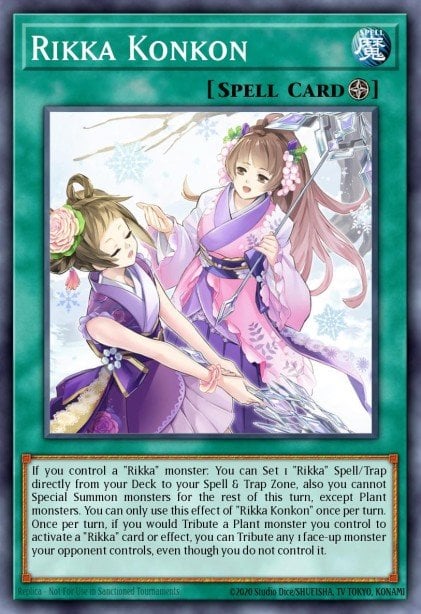 Rikka Konkon
SPELL
魔
[Spell Card]
If you control a "Rikka" monster: You can Set 1 "Rikka" Spell/Trap
directly from your Deck to your Spell & Trap Zone, also you cannot
Special Summon monsters for the rest of this turn, except Plant
monsters. You can only use this effect of "Rikka Konkon" once per turn.
Once per turn, if you would Tribute a Plant monster you control to
activate a "Rikka" card or effect, you can Tribute any 1 face-up monster
your opponent controls, even though you do not control it.
Replica - Not For Use in Sanctioned Tournaments
©2020 Studio Dice/SHUEISHA, TV TOKYO, KONAMI